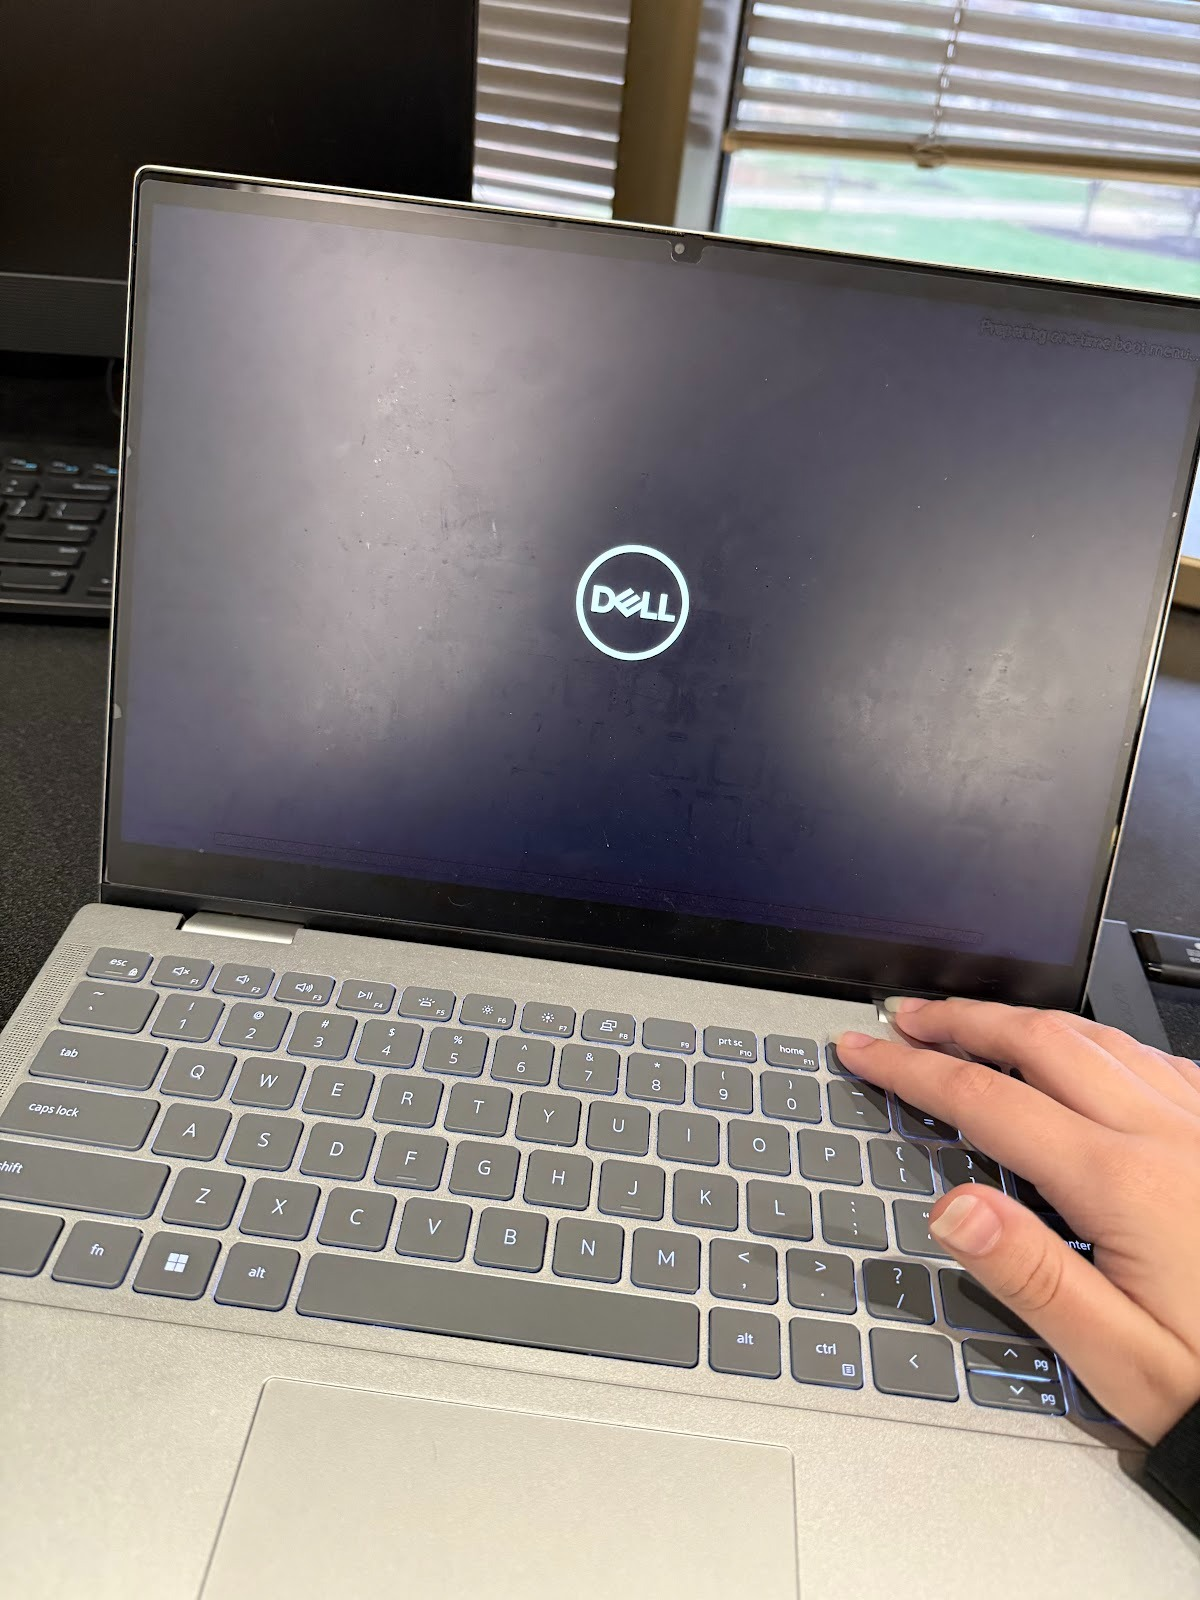 Preparing one-time boot menu...
DELL
esc F1 F2 F3 F4 F5 F6 F7 F8 F9 prt sc F10 home F11
~ ` ! 1 @ 2 # 3 $ 4 % 5 ^ 6 & 7 * 8 ( 9 ) 0 _ - =
tab Q W E R T Y U I O P { [ }
caps lock A S D F G H J K L : ; “
shift Z X C V B N M < , > . ? / enter
fn alt alt ctrl < ^ pg
pg